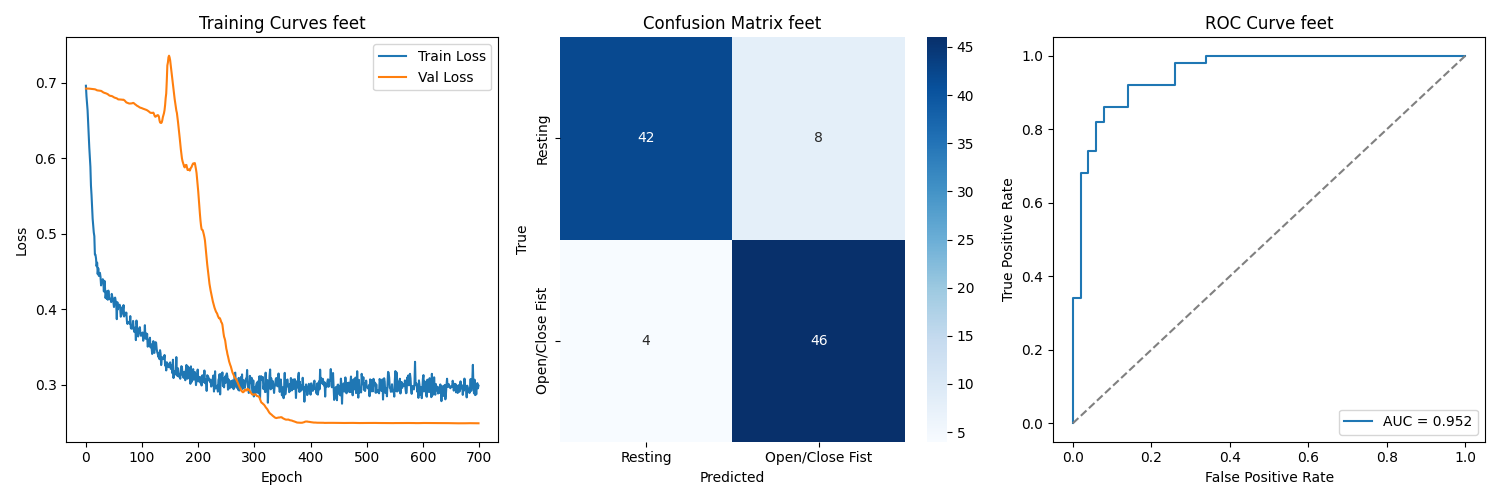 Training Curves feet
Train Loss
Val Loss
0.7
0.6
0.5
0.4
0.3
Loss
0 100 200 300 400 500 600 700
Epoch
Confusion Matrix feet
Resting
Open/Close Fist
True
42 8
4 46
Resting Open/Close Fist
Predicted
45
40
35
30
25
20
15
10
5
ROC Curve feet
1.0
0.8
0.6
0.4
0.2
0.0
True Positive Rate
AUC = 0.952
0.0 0.2 0.4 0.6 0.8 1.0
False Positive Rate